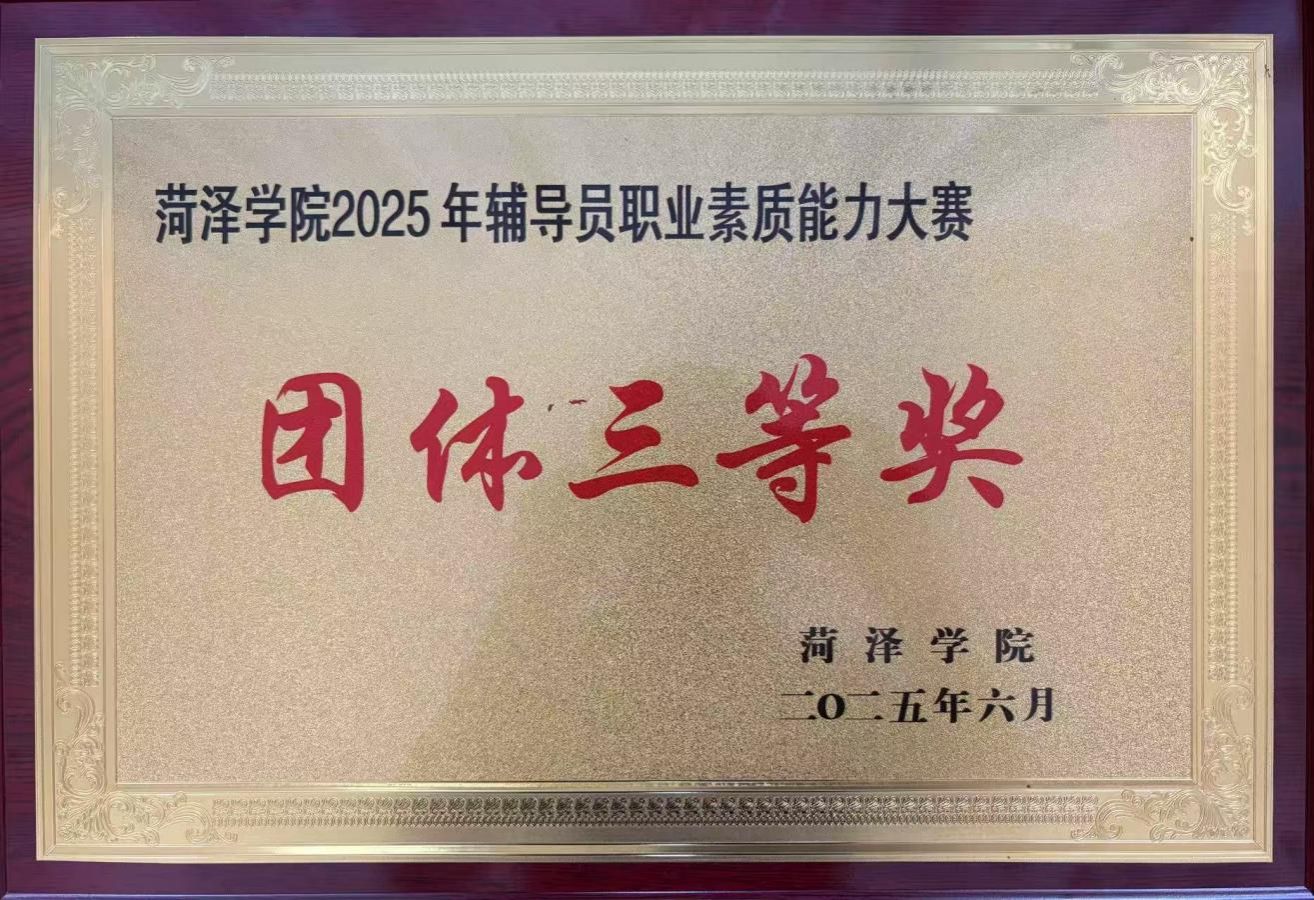 菏泽学院2025年辅导员职业素质能力大赛
团体三等奖
菏泽学院
二〇二五年六月